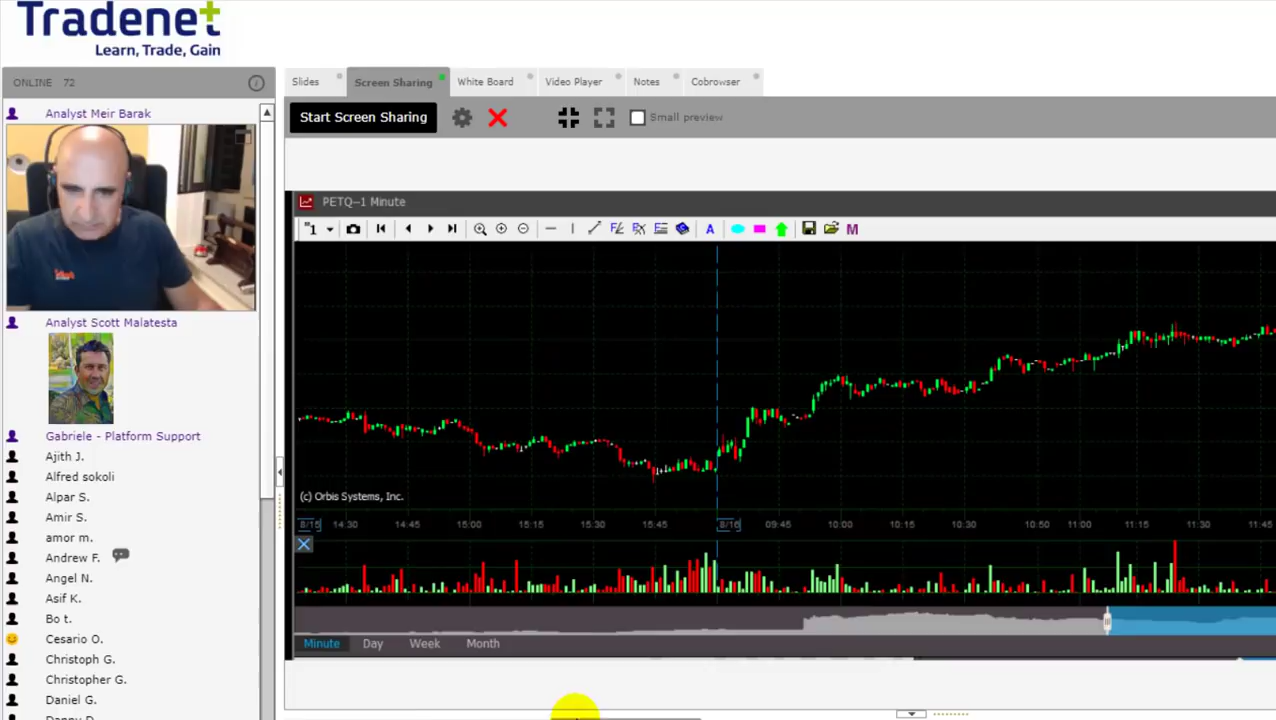 Tradenet
Learn, Trade, Gain
ONLINE 72
Slides
Screen Sharing
White Board
Video Player
Notes
Cobrowser
Start Screen Sharing
Small preview
Analyst Meir Barak
Analyst Scott Malatesta
Gabriele - Platform Support
Ajith J.
Alfred sokoli
Alpar S.
Amir S.
amor m.
Andrew F.
Angel N.
Asif K.
Bo t.
Cesario O.
Christoph G.
Christopher G.
Daniel G.
PETQ--1 Minute
"1
A
M
(c) Orbis Systems, Inc.
8/15 14:30 14:45 15:00 15:15 15:30 15:45 8/16 09:45 10:00 10:15 10:30 10:50 11:00 11:15 11:30 11:45
Minute Day Week Month